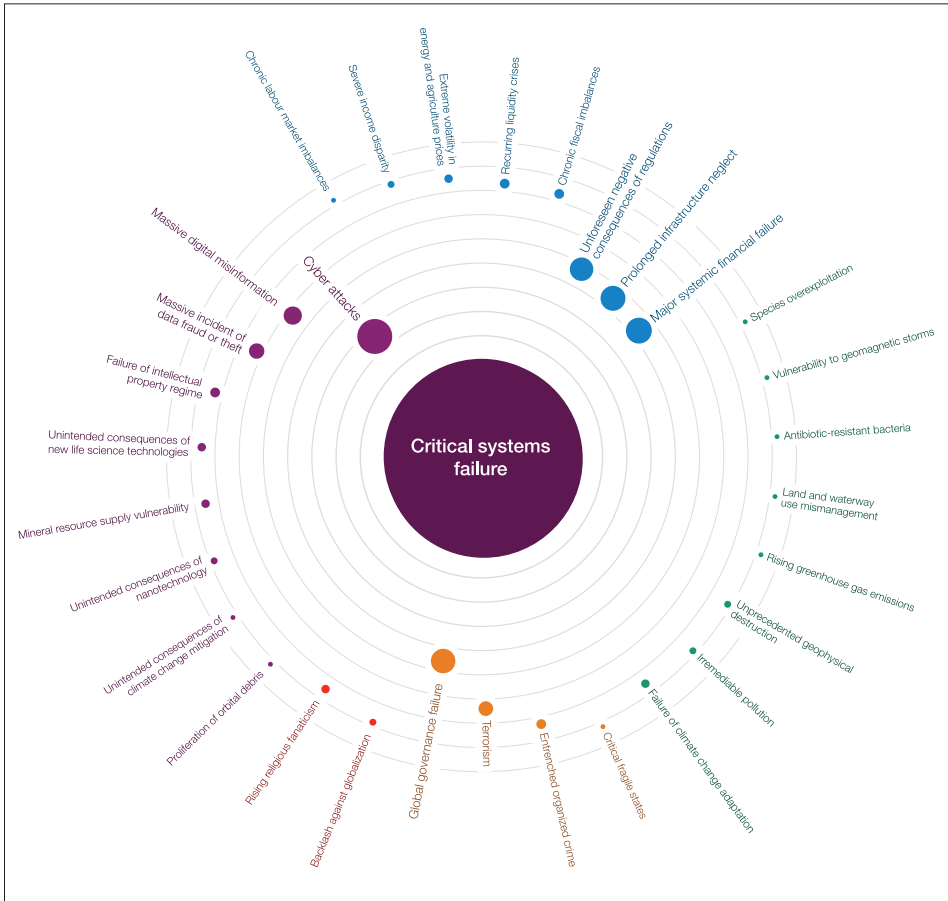 Critical systems
failure
Chronic labour market imbalances
Severe income disparity
Extreme volatility in
energy and agriculture prices
Recurring liquidity crises
Chronic fiscal imbalances
Unforeseen negative
consequences of regulations
Prolonged infrastructure neglect
Major systemic financial failure
Species overexploitation
Vulnerability to geomagnetic storms
Antibiotic-resistant bacteria
Land and waterway
use mismanagement
Rising greenhouse gas emissions
Unprecedented geophysical
destruction
Irremediable pollution
Failure of climate change adaptation
Critical fragile states
Entrenched organized crime
Terrorism
Global governance failure
Backlash against globalization
Rising religious fanaticism
Proliferation of orbital debris
Unintended consequences of
climate change mitigation
Unintended consequences of
nanotechnology
Mineral resource supply vulnerability
Unintended consequences of
new life science technologies
Failure of intellectual
property regime
Massive incident of
data fraud or theft
Massive digital misinformation
Cyber attacks